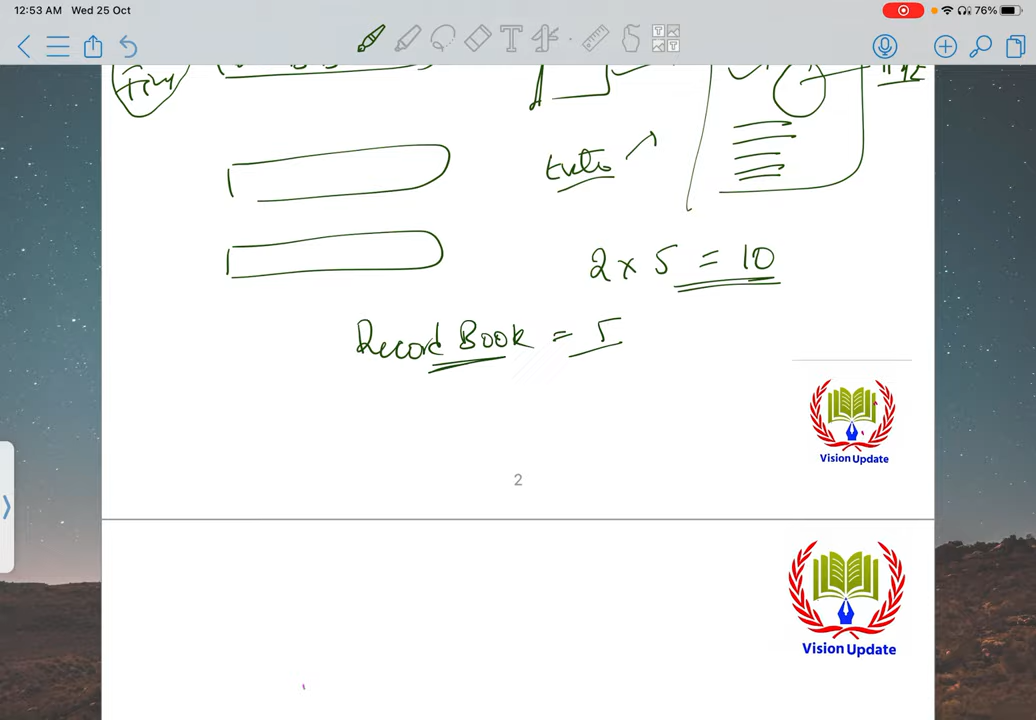 12:53 AM Wed 25 Oct
76%
2 x 5 = 10
Record Book = 5
Vision Update
2
Vision Update